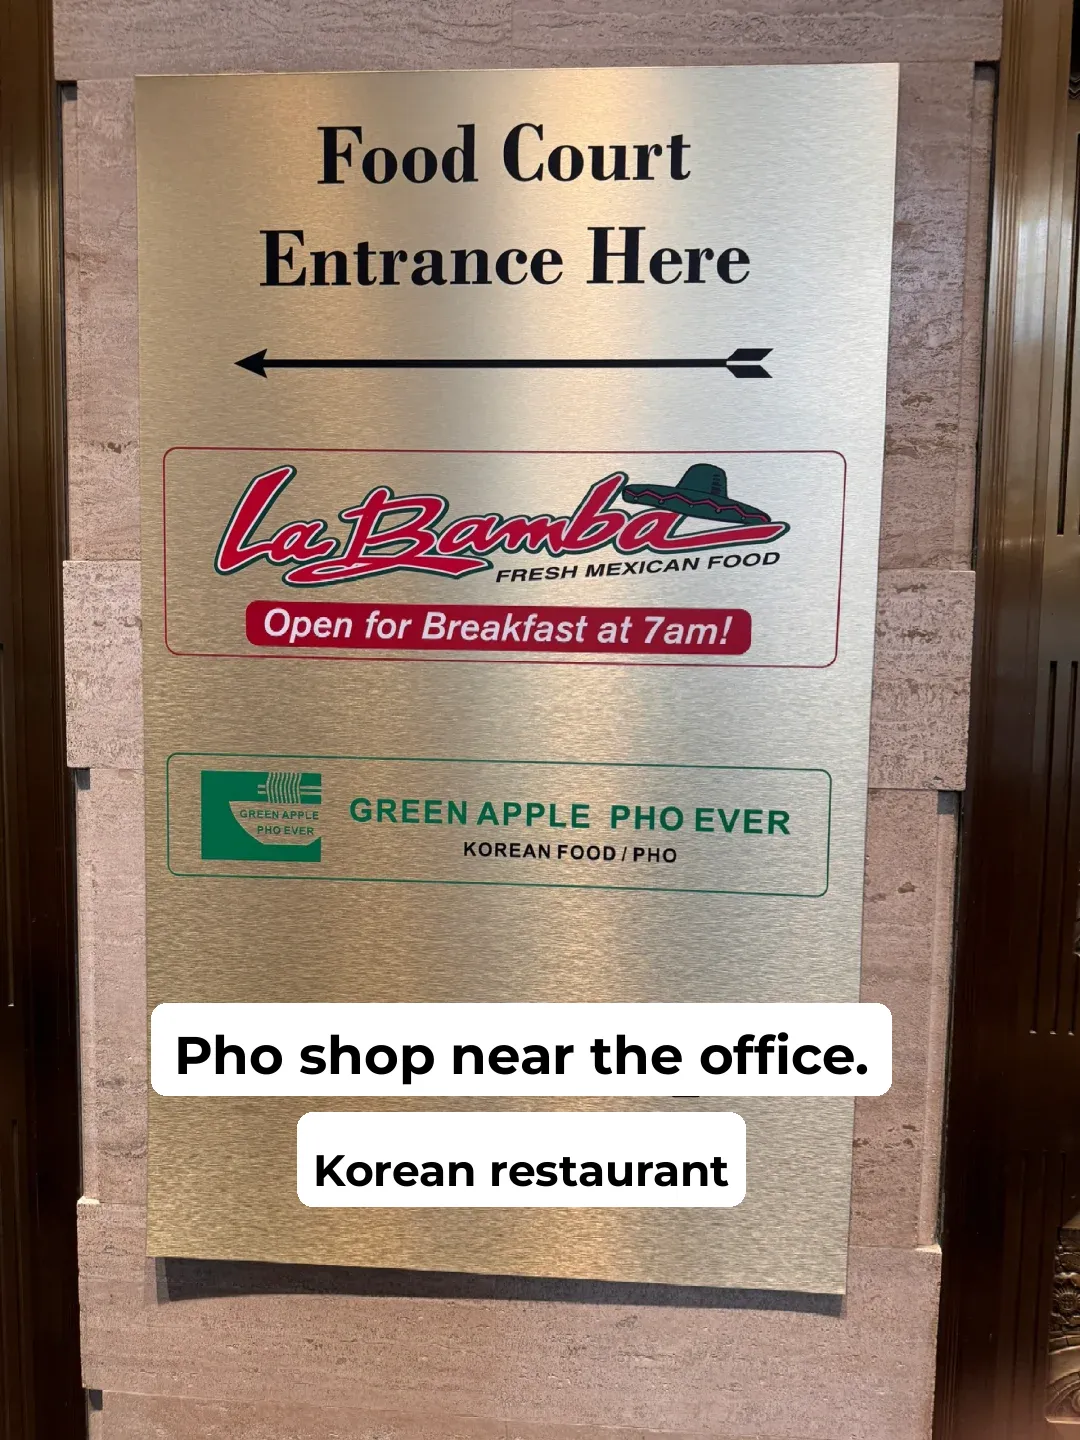 Food Court
Entrance Here
La Bamba
FRESH MEXICAN FOOD
Open for Breakfast at 7am!
GREEN APPLE
PHO EVER
GREEN APPLE PHO EVER
KOREAN FOOD / PHO
Pho shop near the office.
Korean restaurant